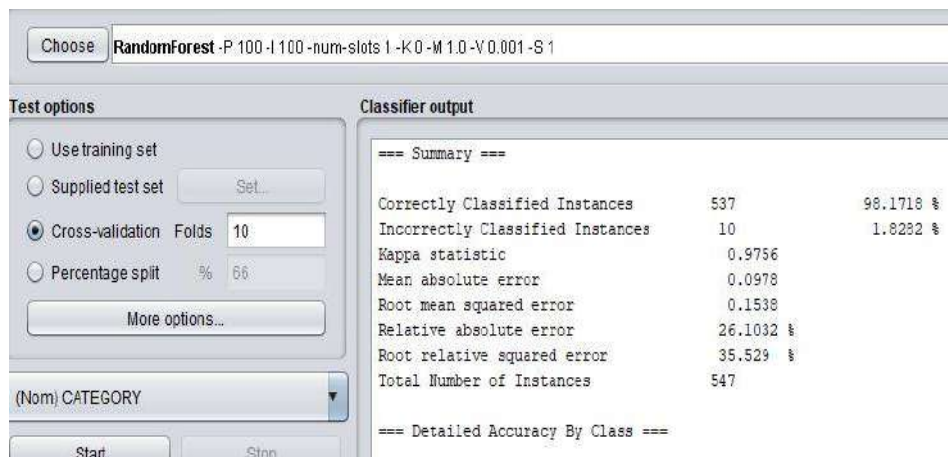 Choose RandomForest -P 100 -I 100 -num-slots 1 -K 0 -M 1.0 -V 0.001 -S 1
Test options
Use training set
Supplied test set Set...
Cross-validation Folds 10
Percentage split % 66
More options...
(Nom) CATEGORY
Start Stop
Classifier output
=== Summary ===
Correctly Classified Instances 537 98.1718 %
Incorrectly Classified Instances 10 1.8282 %
Kappa statistic 0.9756
Mean absolute error 0.0978
Root mean squared error 0.1538
Relative absolute error 26.1032 %
Root relative squared error 35.529 %
Total Number of Instances 547
=== Detailed Accuracy By Class ===